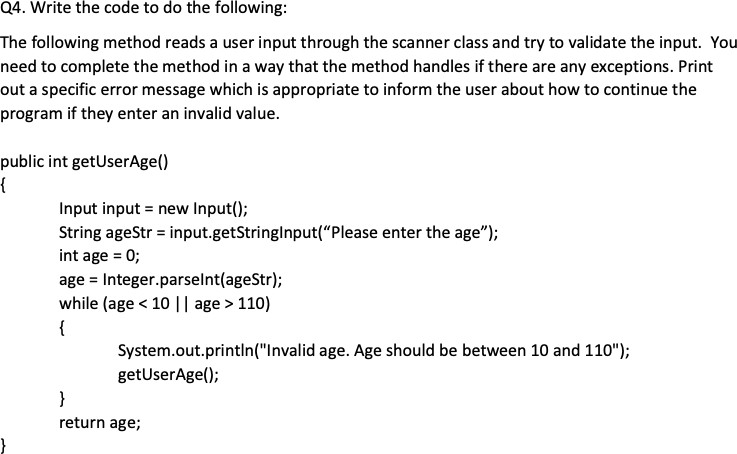 Q4. Write the code to do the following:
The following method reads a user input through the scanner class and try to validate the input.  You
need to complete the method in a way that the method handles if there are any exceptions. Print
out a specific error message which is appropriate to inform the user about how to continue the
program if they enter an invalid value.
public int getUserAge()
{
Input input = new Input();
String ageStr = input.getStringInput(“Please enter the age”);
int age = 0;
age = Integer.parseInt(ageStr);
while (age < 10 || age > 110)
{
System.out.println("Invalid age. Age should be between 10 and 110");
getUserAge();
}
return age;
}